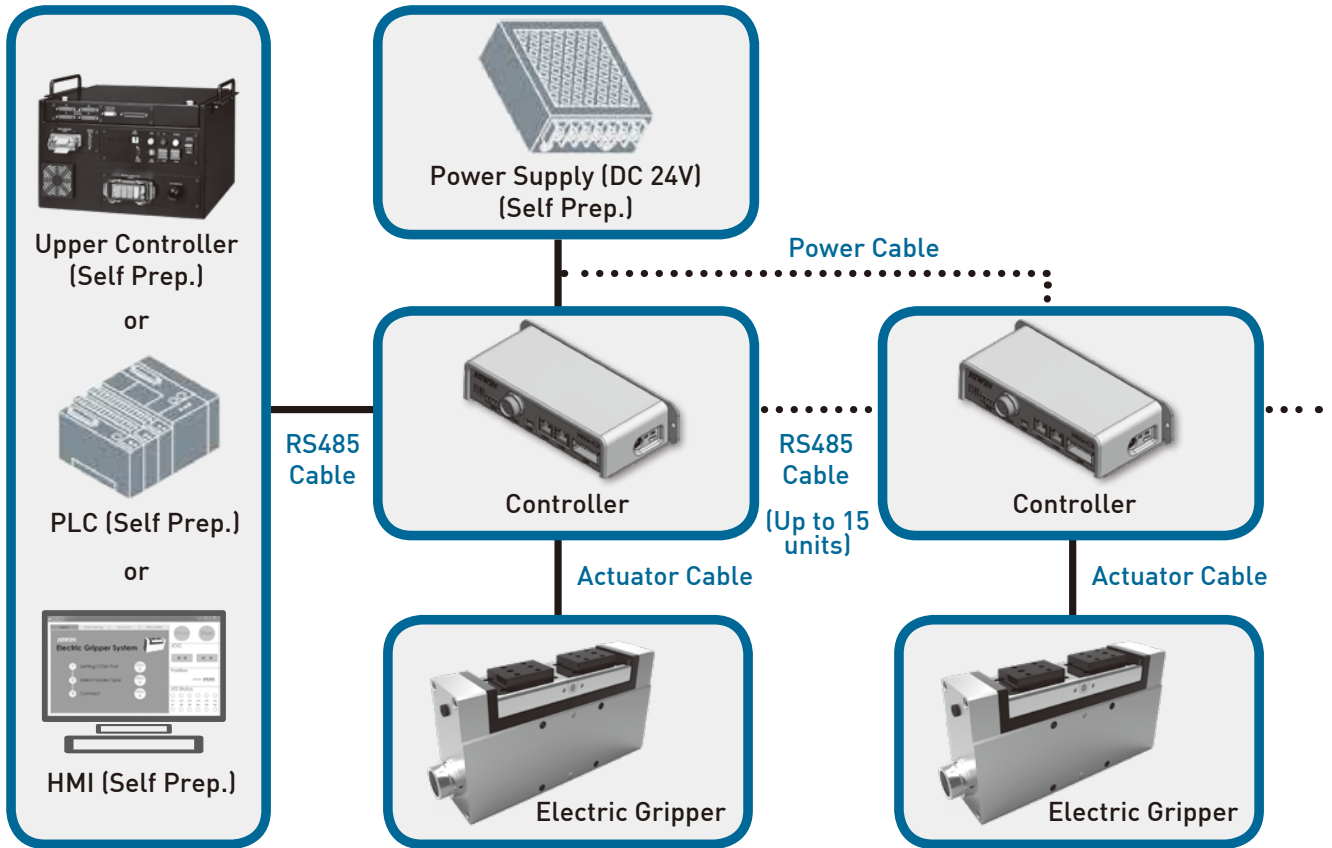 Upper Controller
(Self Prep.)
or
PLC (Self Prep.)
or
Electric Gripper System
HMI (Self Prep.)
RS485
Cable
Power Supply (DC 24V)
(Self Prep.)
Power Cable
Controller
RS485
Cable
(Up to 15
units)
Controller
Actuator Cable
Actuator Cable
Electric Gripper
Electric Gripper